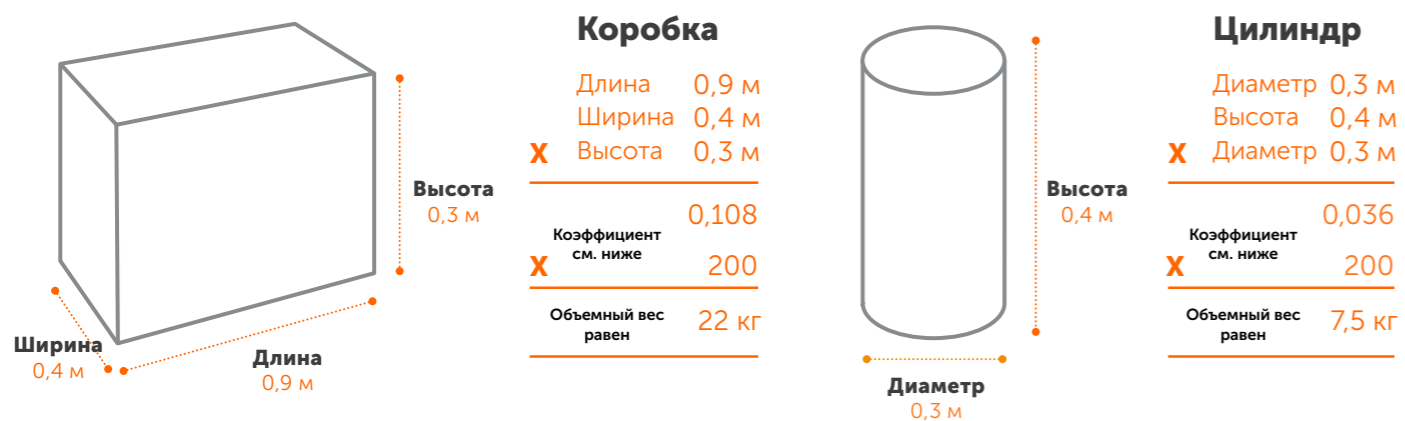 Коробка
Длина 0,9 м
Ширина 0,4 м
X Высота 0,3 м
0,108
Коэффициент
см. ниже
X 200
Объемный вес
равен
22 кг
Высота
0,3 м
Ширина
0,4 м
Длина
0,9 м
Цилиндр
Диаметр 0,3 м
Высота 0,4 м
X Диаметр 0,3 м
0,036
Коэффициент
см. ниже
X 200
Объемный вес
равен
7,5 кг
Высота
0,4 м
Диаметр
0,3 м